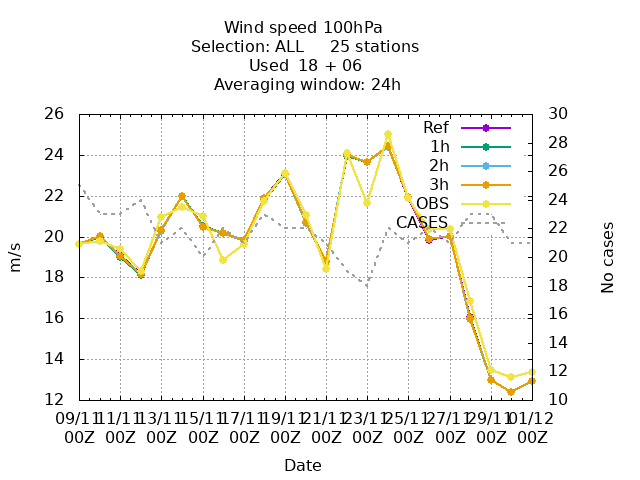 Wind speed 100hPa
Selection: ALL 25 stations
Used 18 + 06
Averaging window: 24h
26
24
22
20
18
16
14
12
30
28
26
24
22
20
18
16
14
12
10
Ref
1h
2h
3h
OBS
CASES
m/s
No cases
09/11 11/11 13/11 15/11 17/11 19/11 21/11 23/11 25/11 27/11 29/11 01/12
00Z 00Z 00Z 00Z 00Z 00Z 00Z 00Z 00Z 00Z 00Z 00Z
Date